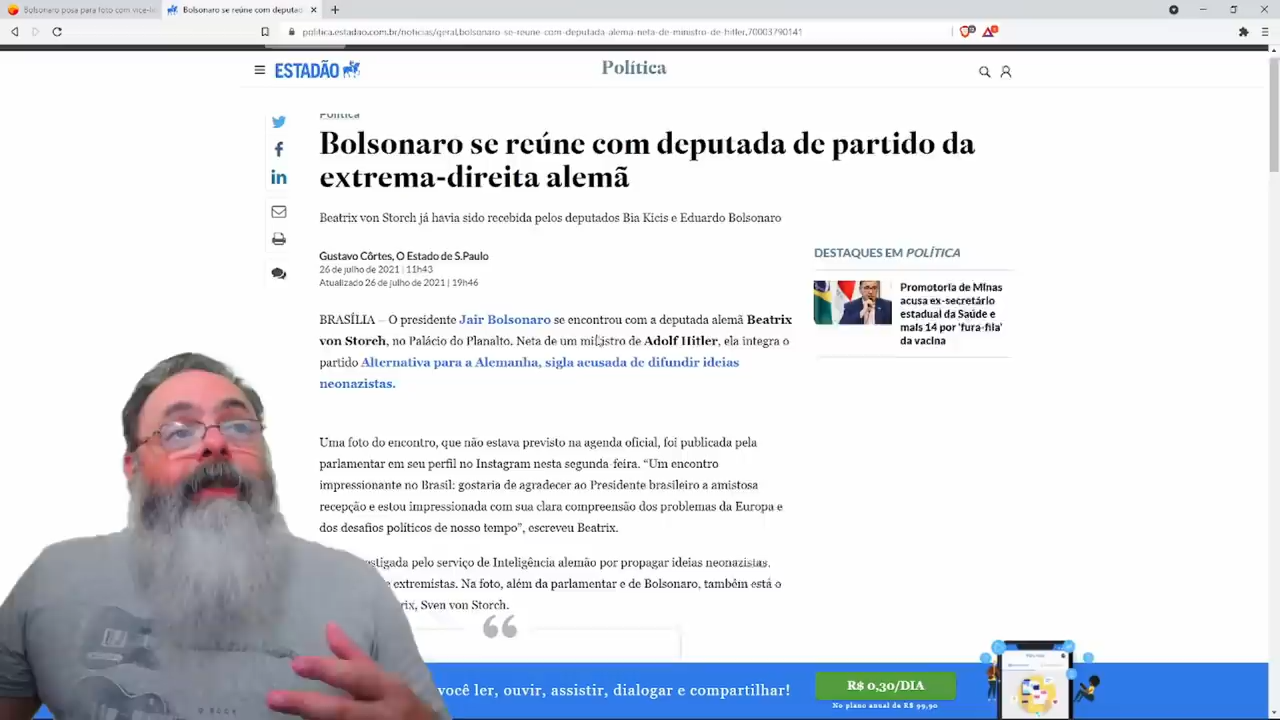 Bolsonaro posa para foto com vice-lí
Bolsonaro se reúne com deputad
politica.estadao.com.br/noticias/geral,bolsonaro-se-reune-com-deputada-alema-neta-de-ministro-de-hitler,70003790141
ESTADÃO
Política
Política
Bolsonaro se reúne com deputada de partido da
extrema-direita alemã
Beatrix von Storch já havia sido recebida pelos deputados Bia Kicis e Eduardo Bolsonaro
Gustavo Côrtes, O Estado de S.Paulo
26 de julho de 2021 | 11h43
Atualizado 26 de julho de 2021 | 19h46
BRASÍLIA – O presidente Jair Bolsonaro se encontrou com a deputada alemã Beatrix
von Storch, no Palácio do Planalto. Neta de um ministro de Adolf Hitler, ela integra o
partido Alternativa para a Alemanha, sigla acusada de difundir ideias
neonazistas.
Uma foto do encontro, que não estava previsto na agenda oficial, foi publicada pela
parlamentar em seu perfil no Instagram nesta segunda-feira. “Um encontro
impressionante no Brasil: gostaria de agradecer ao Presidente brasileiro a amistosa
recepção e estou impressionada com sua clara compreensão dos problemas da Europa e
dos desafios políticos de nosso tempo”, escreveu Beatrix.
estigada pelo serviço de Inteligência alemão por propagar ideias neonazistas,
e extremistas. Na foto, além da parlamentar e de Bolsonaro, também está o
rix, Sven von Storch.
DESTAQUES EM POLÍTICA
Promotoria de Minas
acusa ex-secretário
estadual da Saúde e
mais 14 por 'fura-fila'
da vacina
você ler, ouvir, assistir, dialogar e compartilhar!
R$ 0,30/DIA
No plano anual de R$ 99,90